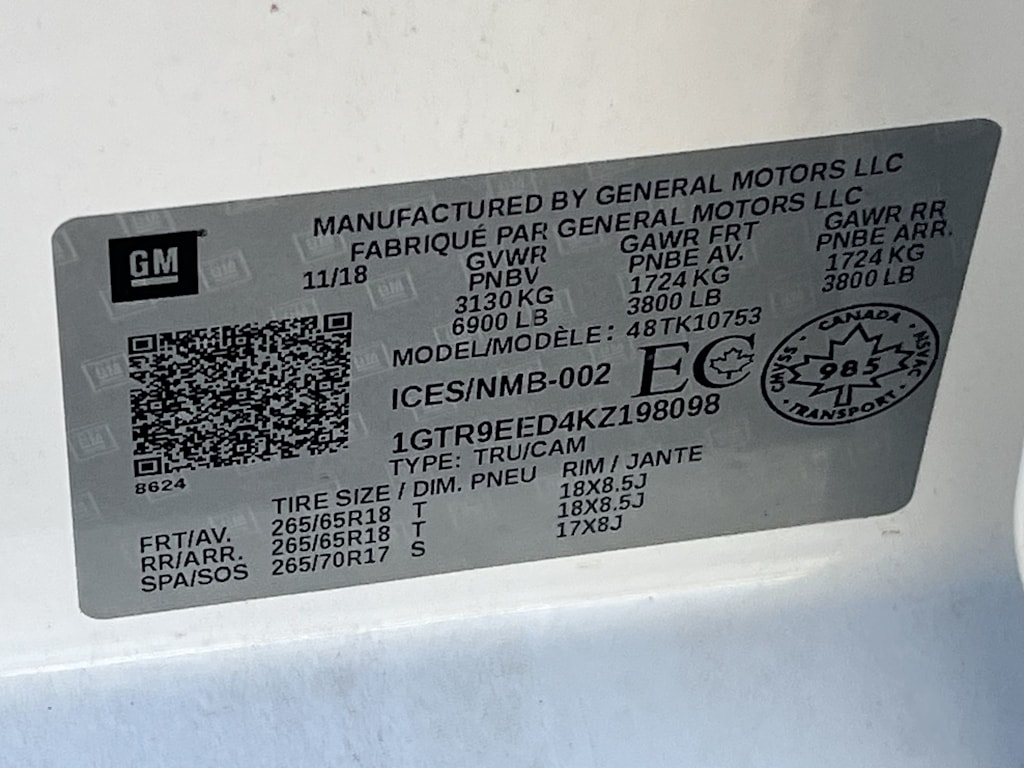 MANUFACTURED BY GENERAL MOTORS LLC
FABRIQUÉ PAR GENERAL MOTORS LLC
GM
11/18
GVWR GAWR FRT GAWR RR
PNBV PNBE AV. PNBE ARR.
3130 KG 1724 KG 1724 KG
6900 LB 3800 LB 3800 LB
MODEL/MODÈLE: 48TK10753
ICES/NMB-002 EC
CANADA
CMVSS 985 NSVAC
TRANSPORT
1GTR9EED4KZ198098
TYPE: TRU/CAM
8624
TIRE SIZE / DIM. PNEU RIM / JANTE
FRT/AV. 265/65R18 T 18X8.5J
RR/ARR. 265/65R18 T 18X8.5J
SPA/SOS 265/70R17 S 17X8J